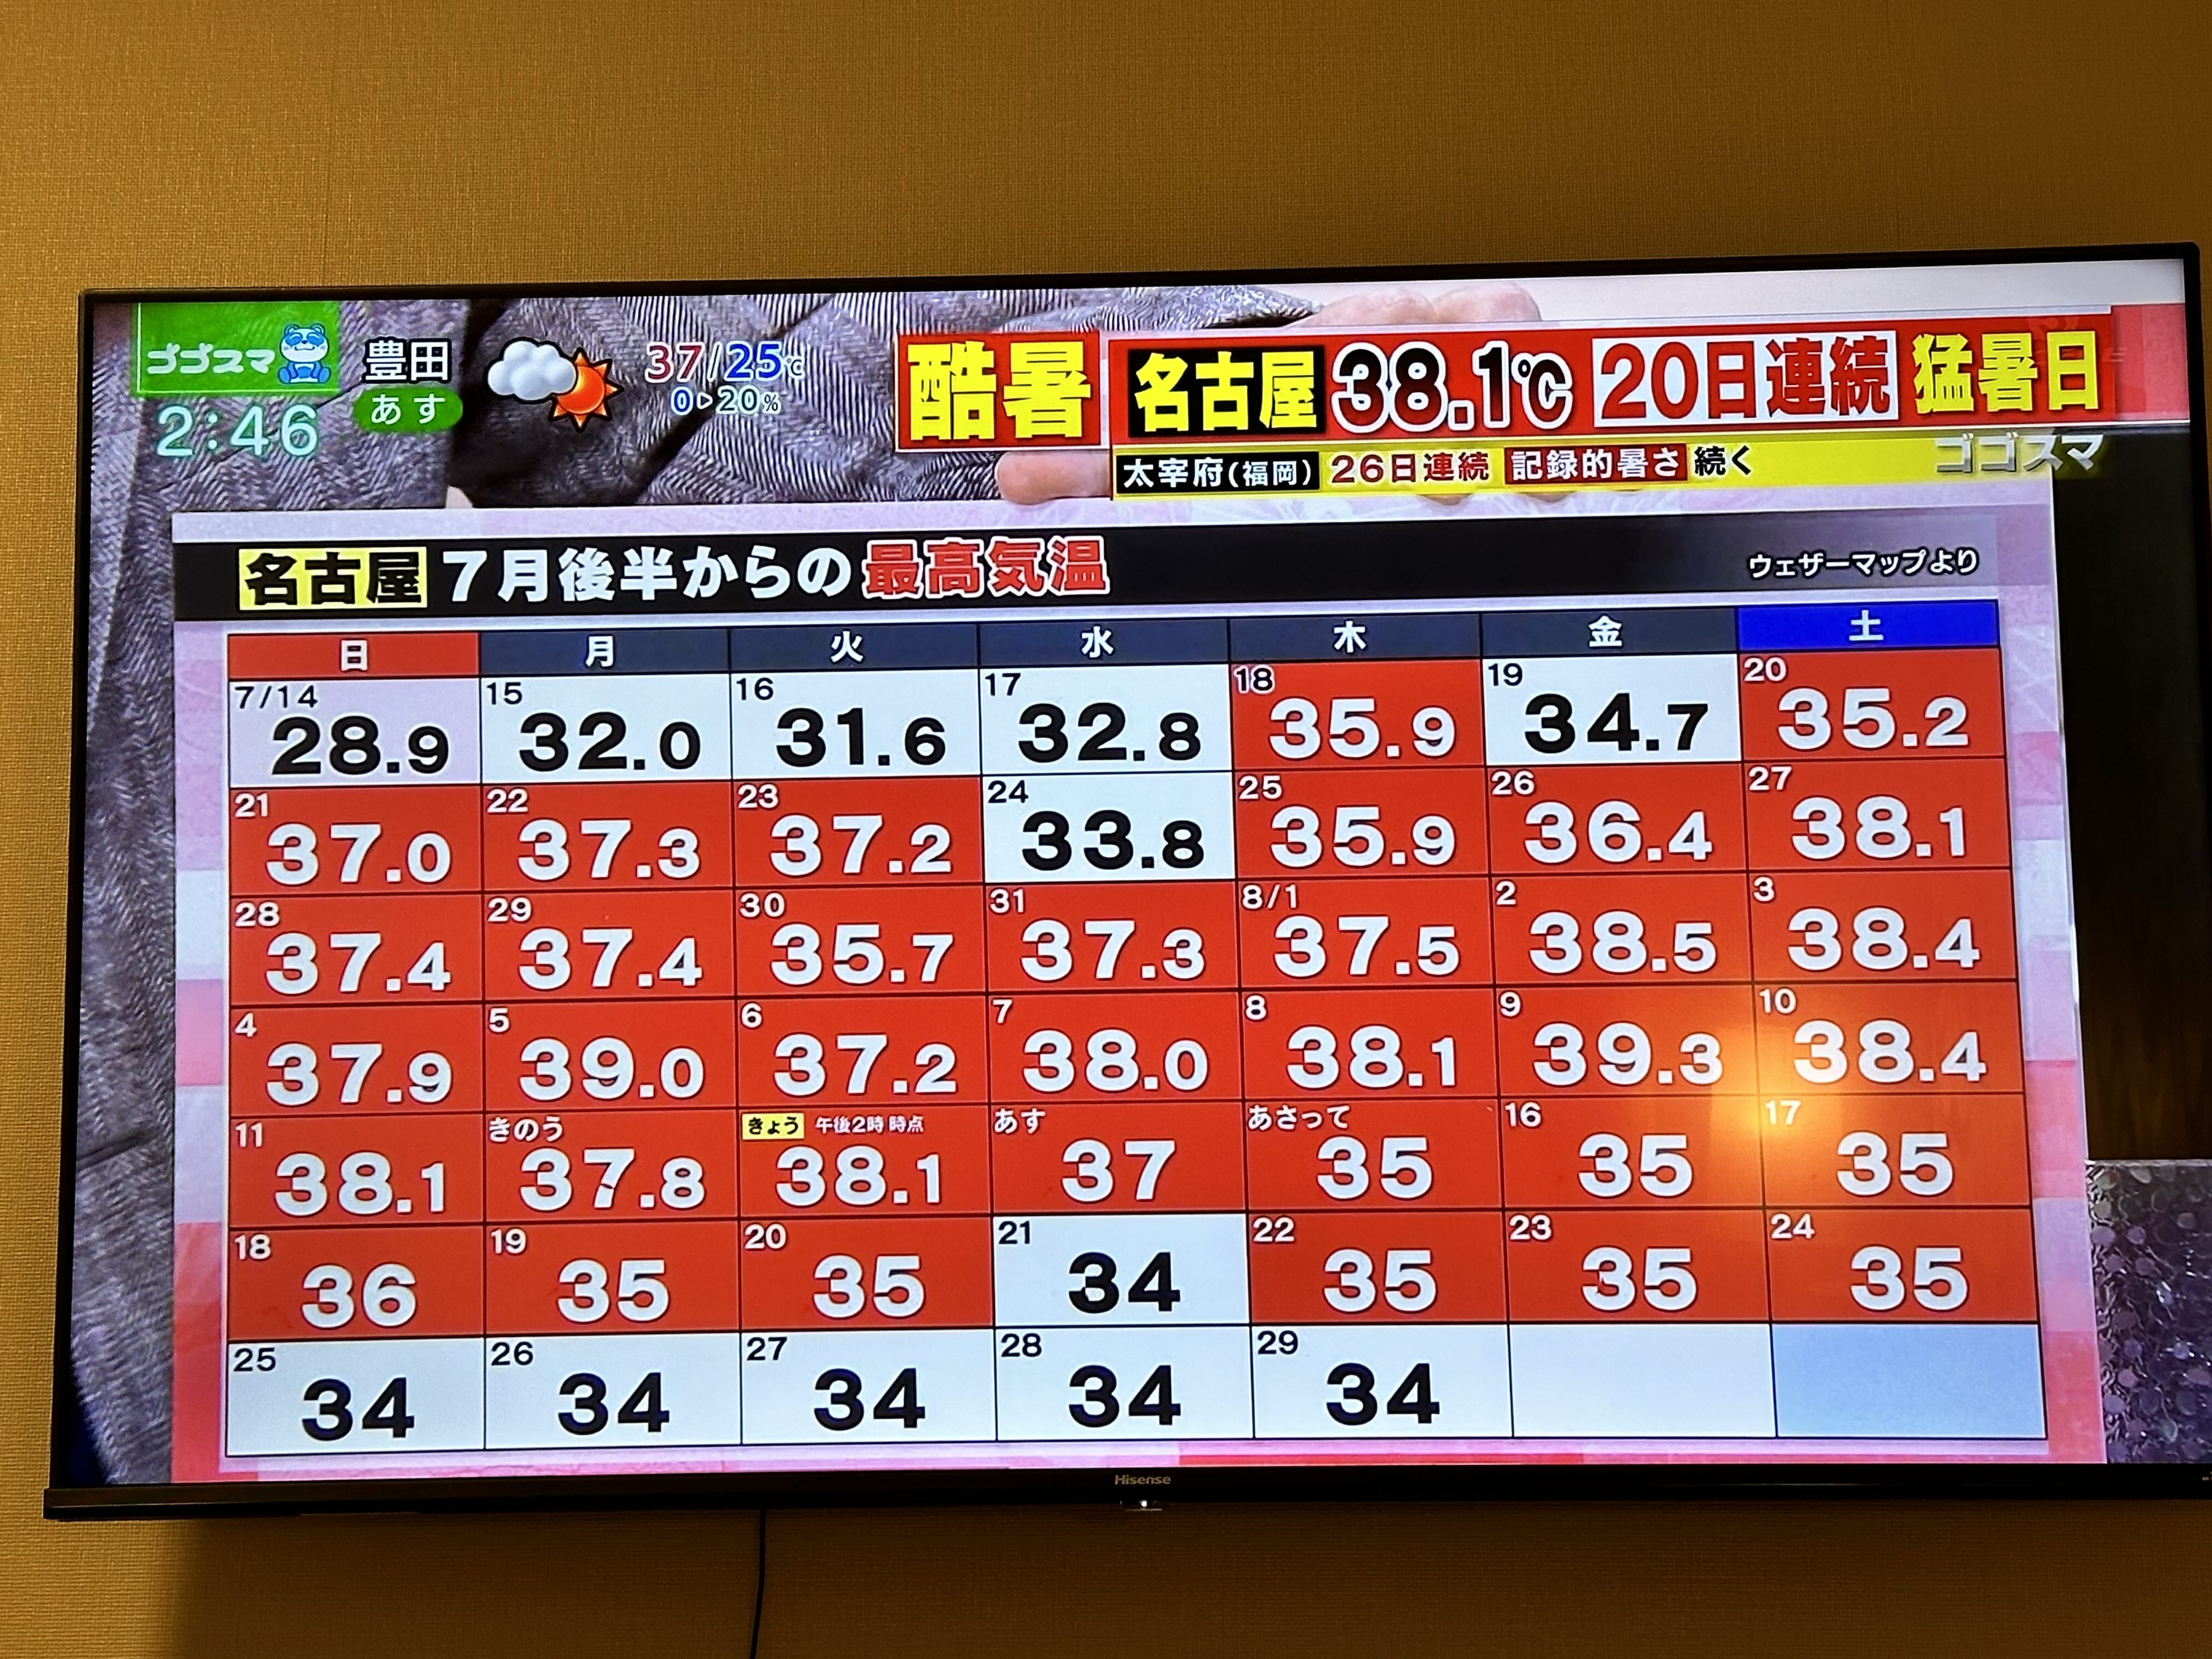 ゴゴスマ
2:46
豊田
あす
37/25℃
0▶20%
酷暑
名古屋 38.1℃ 20日連続 猛暑日
太宰府(福岡) 26日連続 記録的暑さ 続く
ゴゴスマ
名古屋 7月後半からの最高気温
ウェザーマップより
日 月 火 水 木 金 土
7/14 15 16 17 18 19 20
28.9 32.0 31.6 32.8 35.9 34.7 35.2
21 22 23 24 25 26 27
37.0 37.3 37.2 33.8 35.9 36.4 38.1
28 29 30 31 8/1 2 3
37.4 37.4 35.7 37.3 37.5 38.5 38.4
4 5 6 7 8 9 10
37.9 39.0 37.2 38.0 38.1 39.3 38.4
11 きのう きょう 午後2時 時点 あす あさって 16 17
38.1 37.8 38.1 37 35 35 35
18 19 20 21 22 23 24
36 35 35 34 35 35 35
25 26 27 28 29
34 34 34 34 34
Hisense